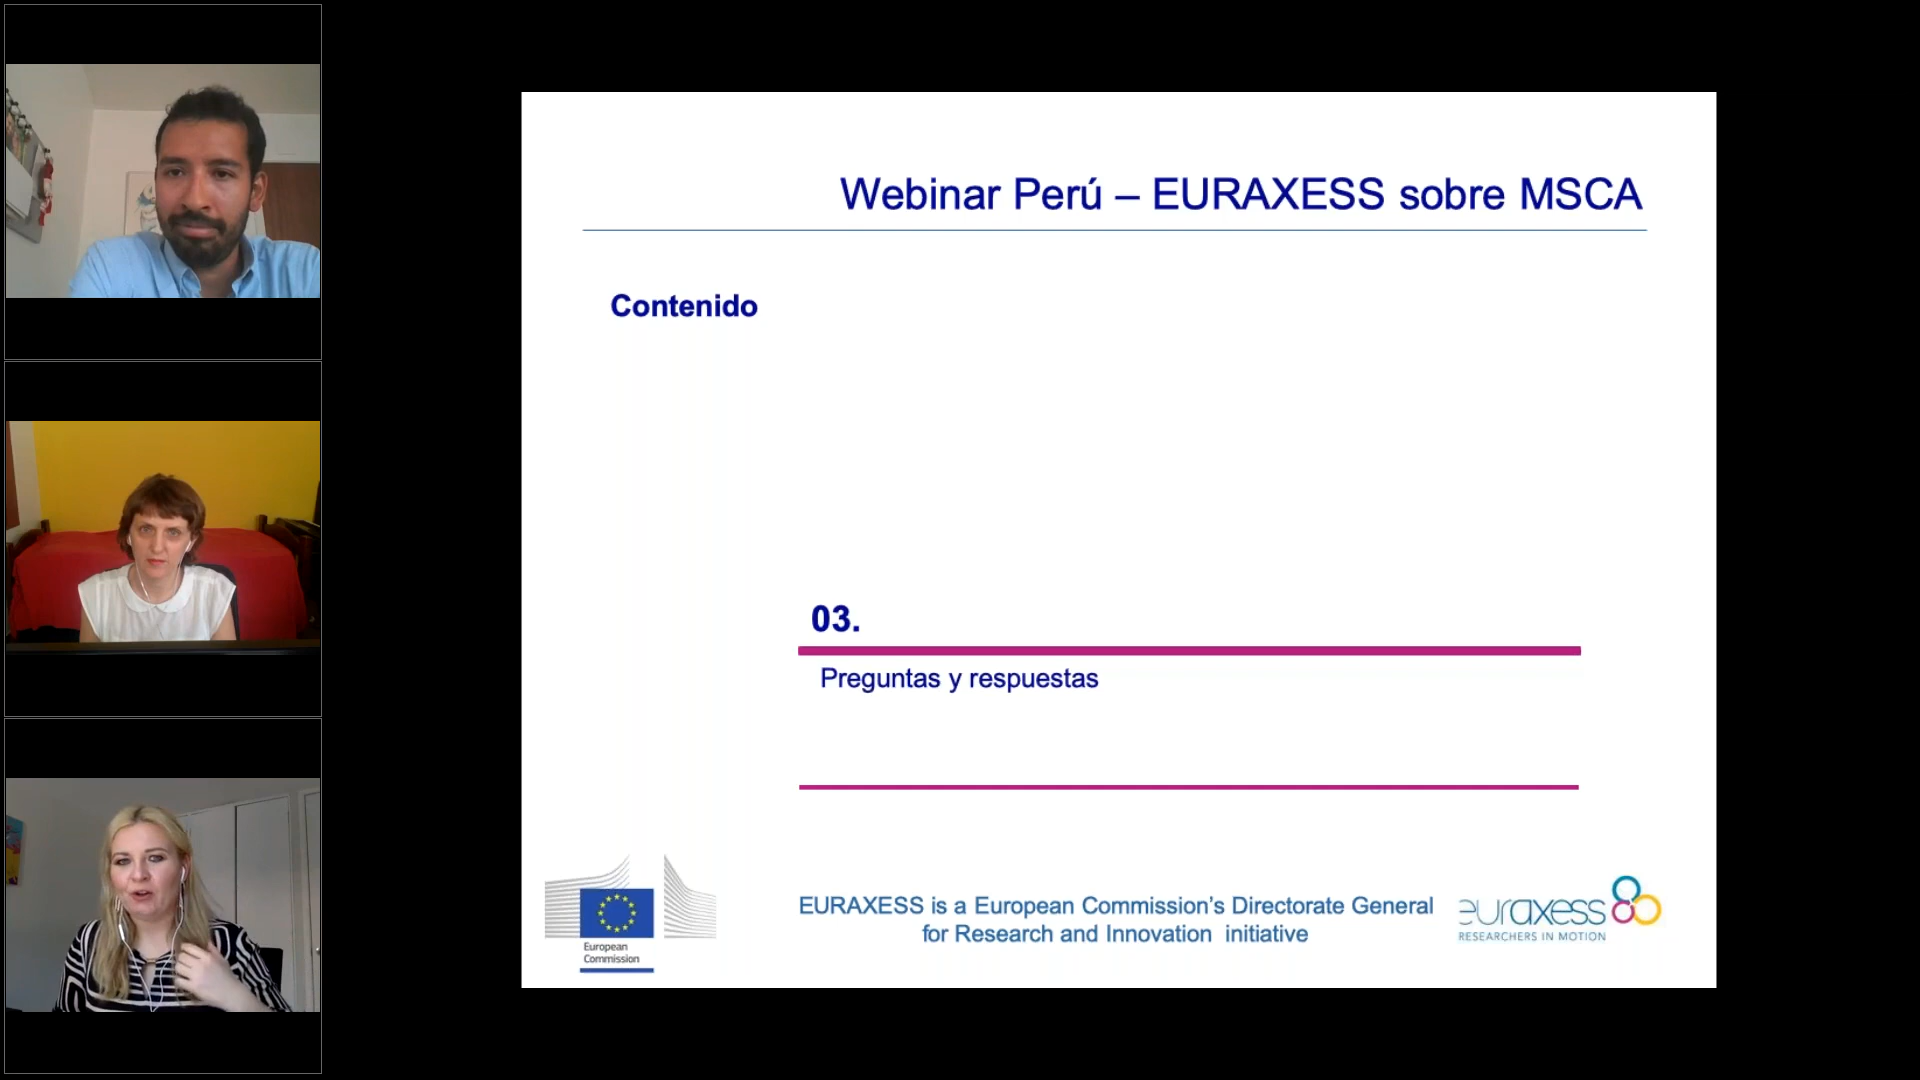 Webinar Perú – EURAXESS sobre MSCA
Contenido
03.
Preguntas y respuestas
European
Commission
EURAXESS is a European Commission's Directorate General
for Research and Innovation initiative
euraxess
RESEARCHERS IN MOTION